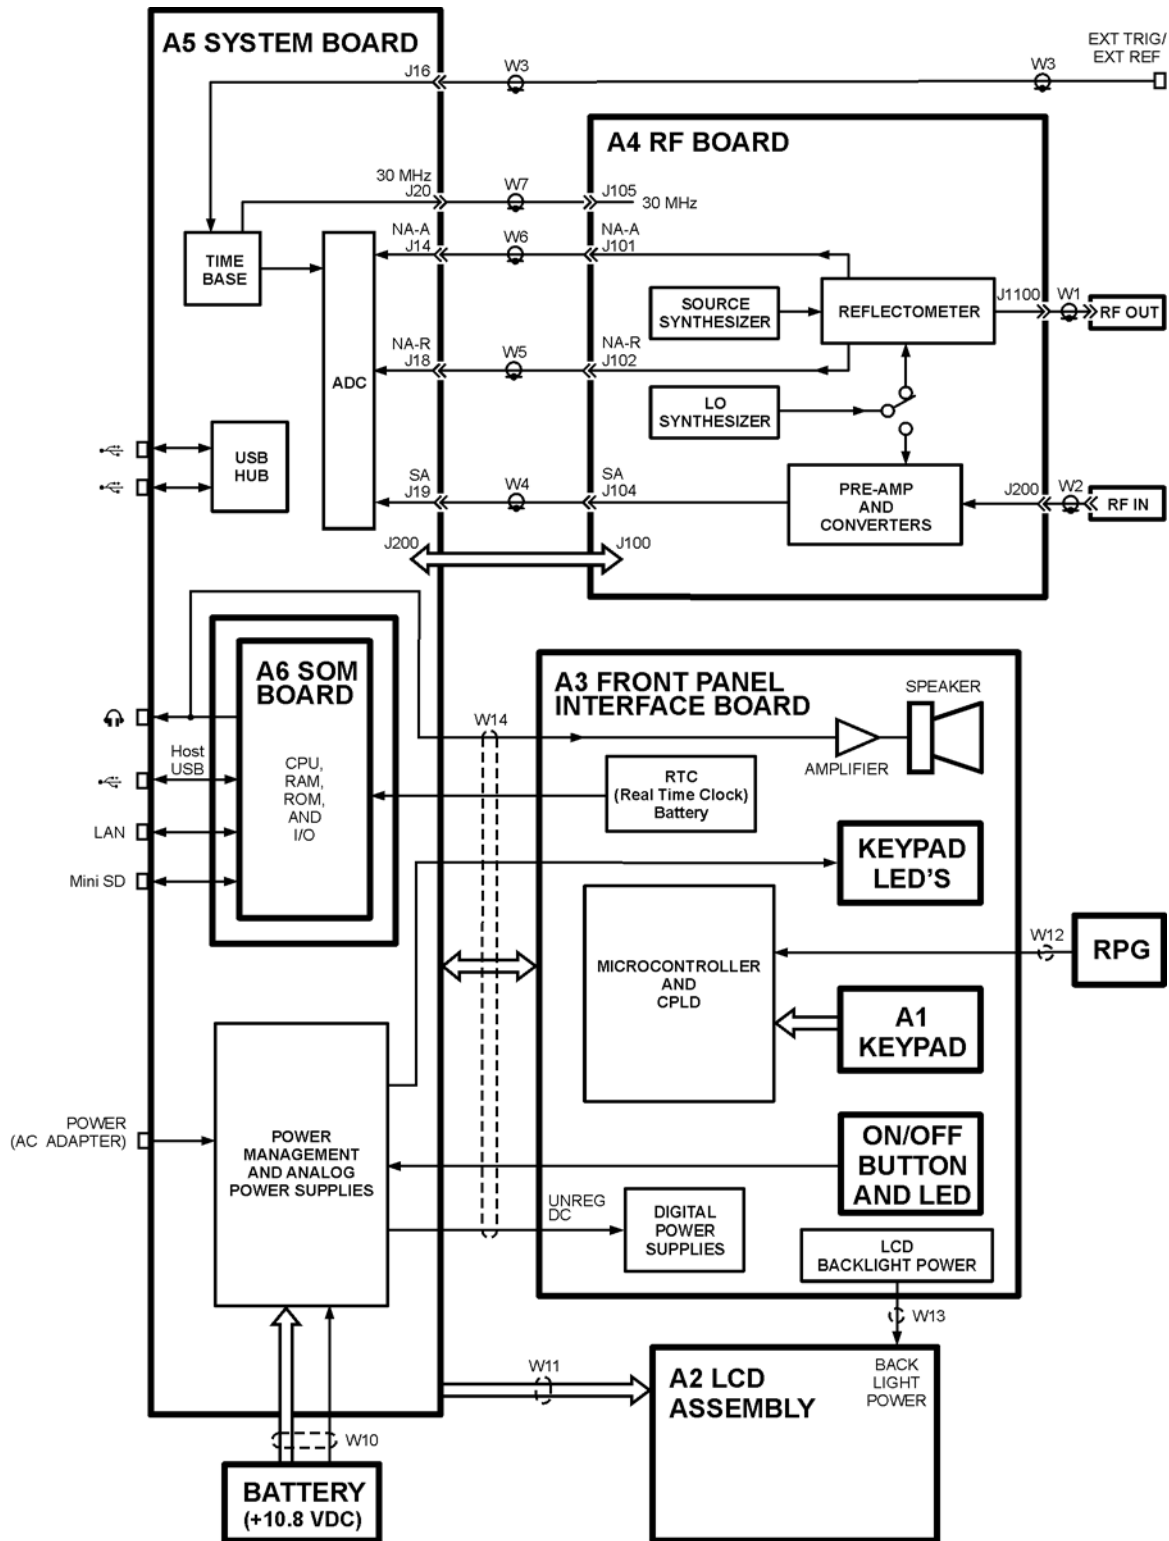 A5 SYSTEM BOARD
EXT TRIG/
EXT REF
J16
W3
W3
A4 RF BOARD
30 MHz
J20
W7
J105
30 MHz
NA-A
J14
W6
NA-A
J101
TIME
BASE
SOURCE
SYNTHESIZER
REFLECTOMETER
J1100
W1
RF OUT
NA-R
J18
W5
NA-R
J102
ADC
LO
SYNTHESIZER
USB
HUB
SA
J19
W4
SA
J104
PRE-AMP
AND
CONVERTERS
J200
W2
RF IN
J200
J100
A6 SOM
BOARD
CPU,
RAM,
ROM,
AND
I/O
Host
USB
LAN
Mini SD
W14
A3 FRONT PANEL
INTERFACE BOARD
SPEAKER
AMPLIFIER
RTC
(Real Time Clock)
Battery
KEYPAD
LED'S
MICROCONTROLLER
AND
CPLD
W12
RPG
A1
KEYPAD
POWER
(AC ADAPTER)
POWER
MANAGEMENT
AND ANALOG
POWER SUPPLIES
ON/OFF
BUTTON
AND LED
UNREG
DC
DIGITAL
POWER
SUPPLIES
LCD
BACKLIGHT POWER
W13
W11
A2 LCD
ASSEMBLY
BACK
LIGHT
POWER
W10
BATTERY
(+10.8 VDC)